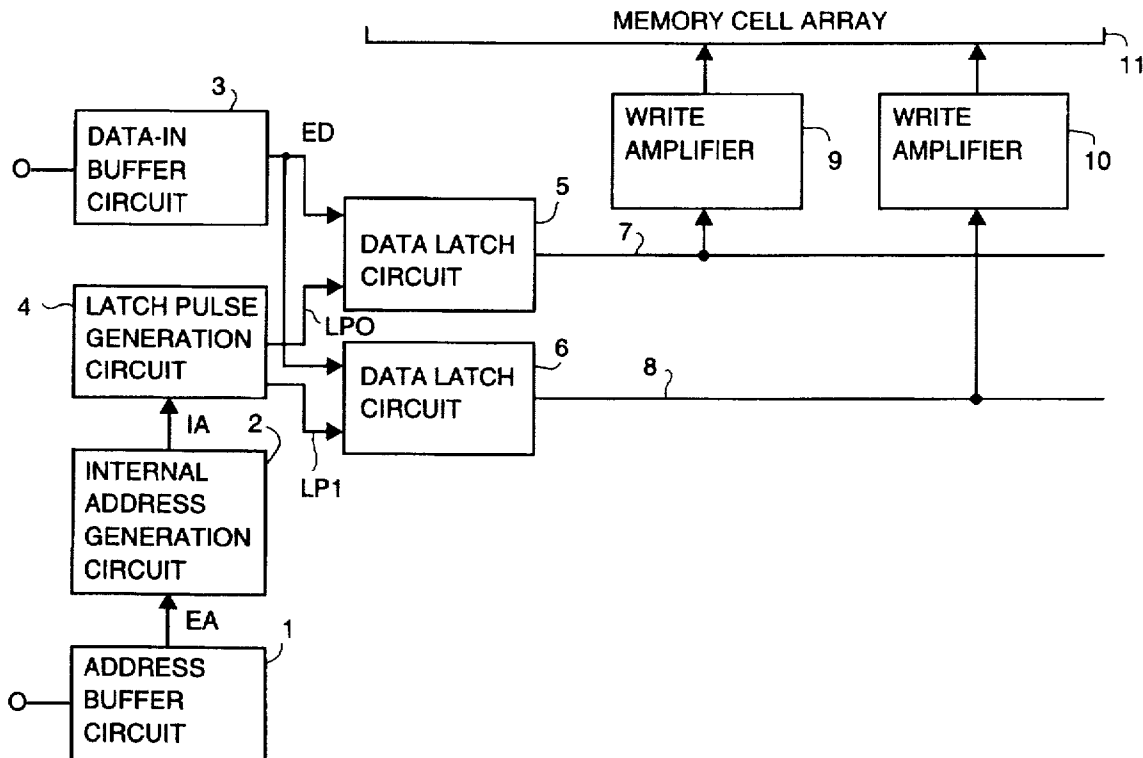 MEMORY CELL ARRAY
11
3
DATA-IN
BUFFER
CIRCUIT
ED
WRITE
AMPLIFIER
9
WRITE
AMPLIFIER
10
5
DATA LATCH
CIRCUIT
7
4
LATCH PULSE
GENERATION
CIRCUIT
LPO
6
DATA LATCH
CIRCUIT
8
IA
2
LP1
INTERNAL
ADDRESS
GENERATION
CIRCUIT
EA
1
ADDRESS
BUFFER
CIRCUIT